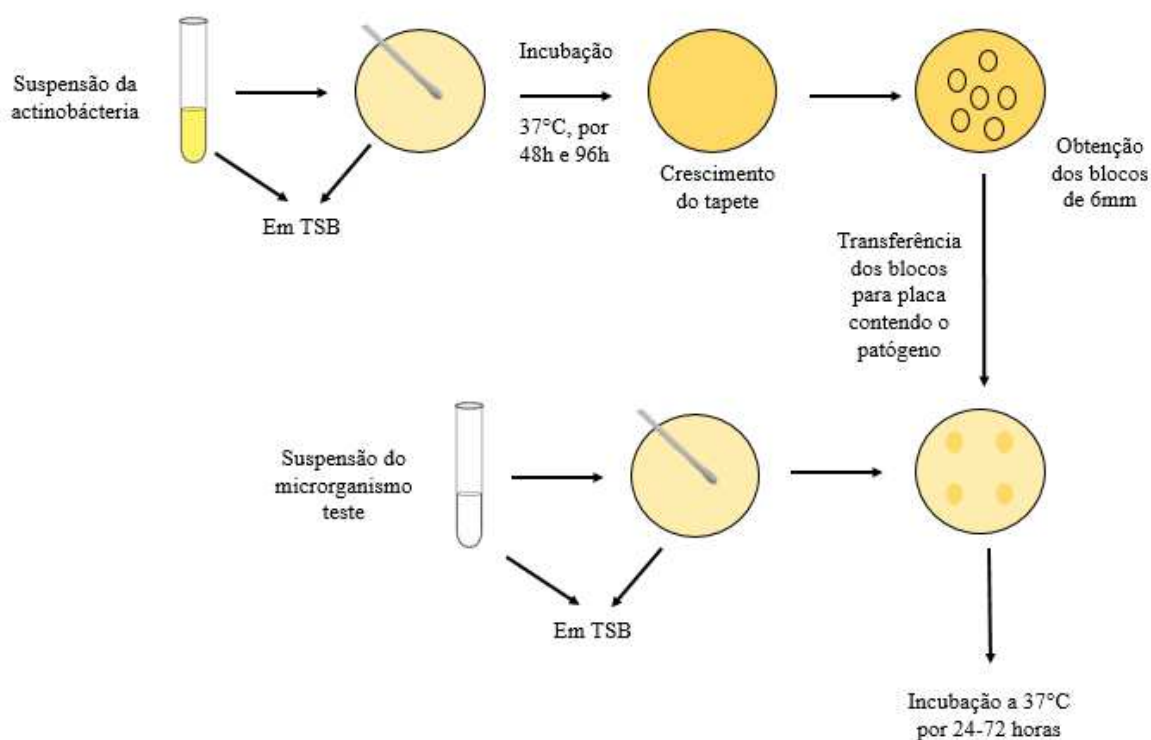 Suspensão da
actinobácteria
Em TSB
Incubação
37°C, por
48h e 96h
Crescimento
do tapete
Obtenção
dos blocos
de 6mm
Transferência
dos blocos
para placa
contendo o
patógeno
Suspensão do
microrganismo
teste
Em TSB
Incubação a 37°C
por 24-72 horas